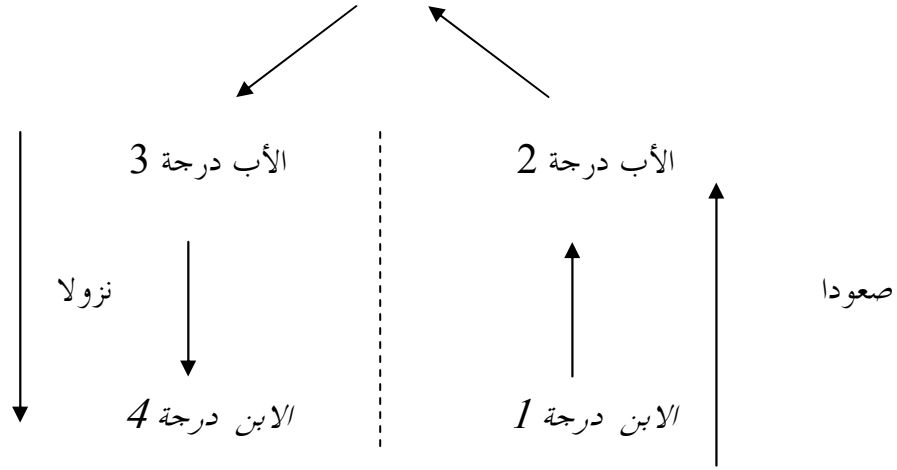 الأب درجة 2
الأب درجة 3
صعودا
نزولا
الابن درجة 1
الابن درجة 4